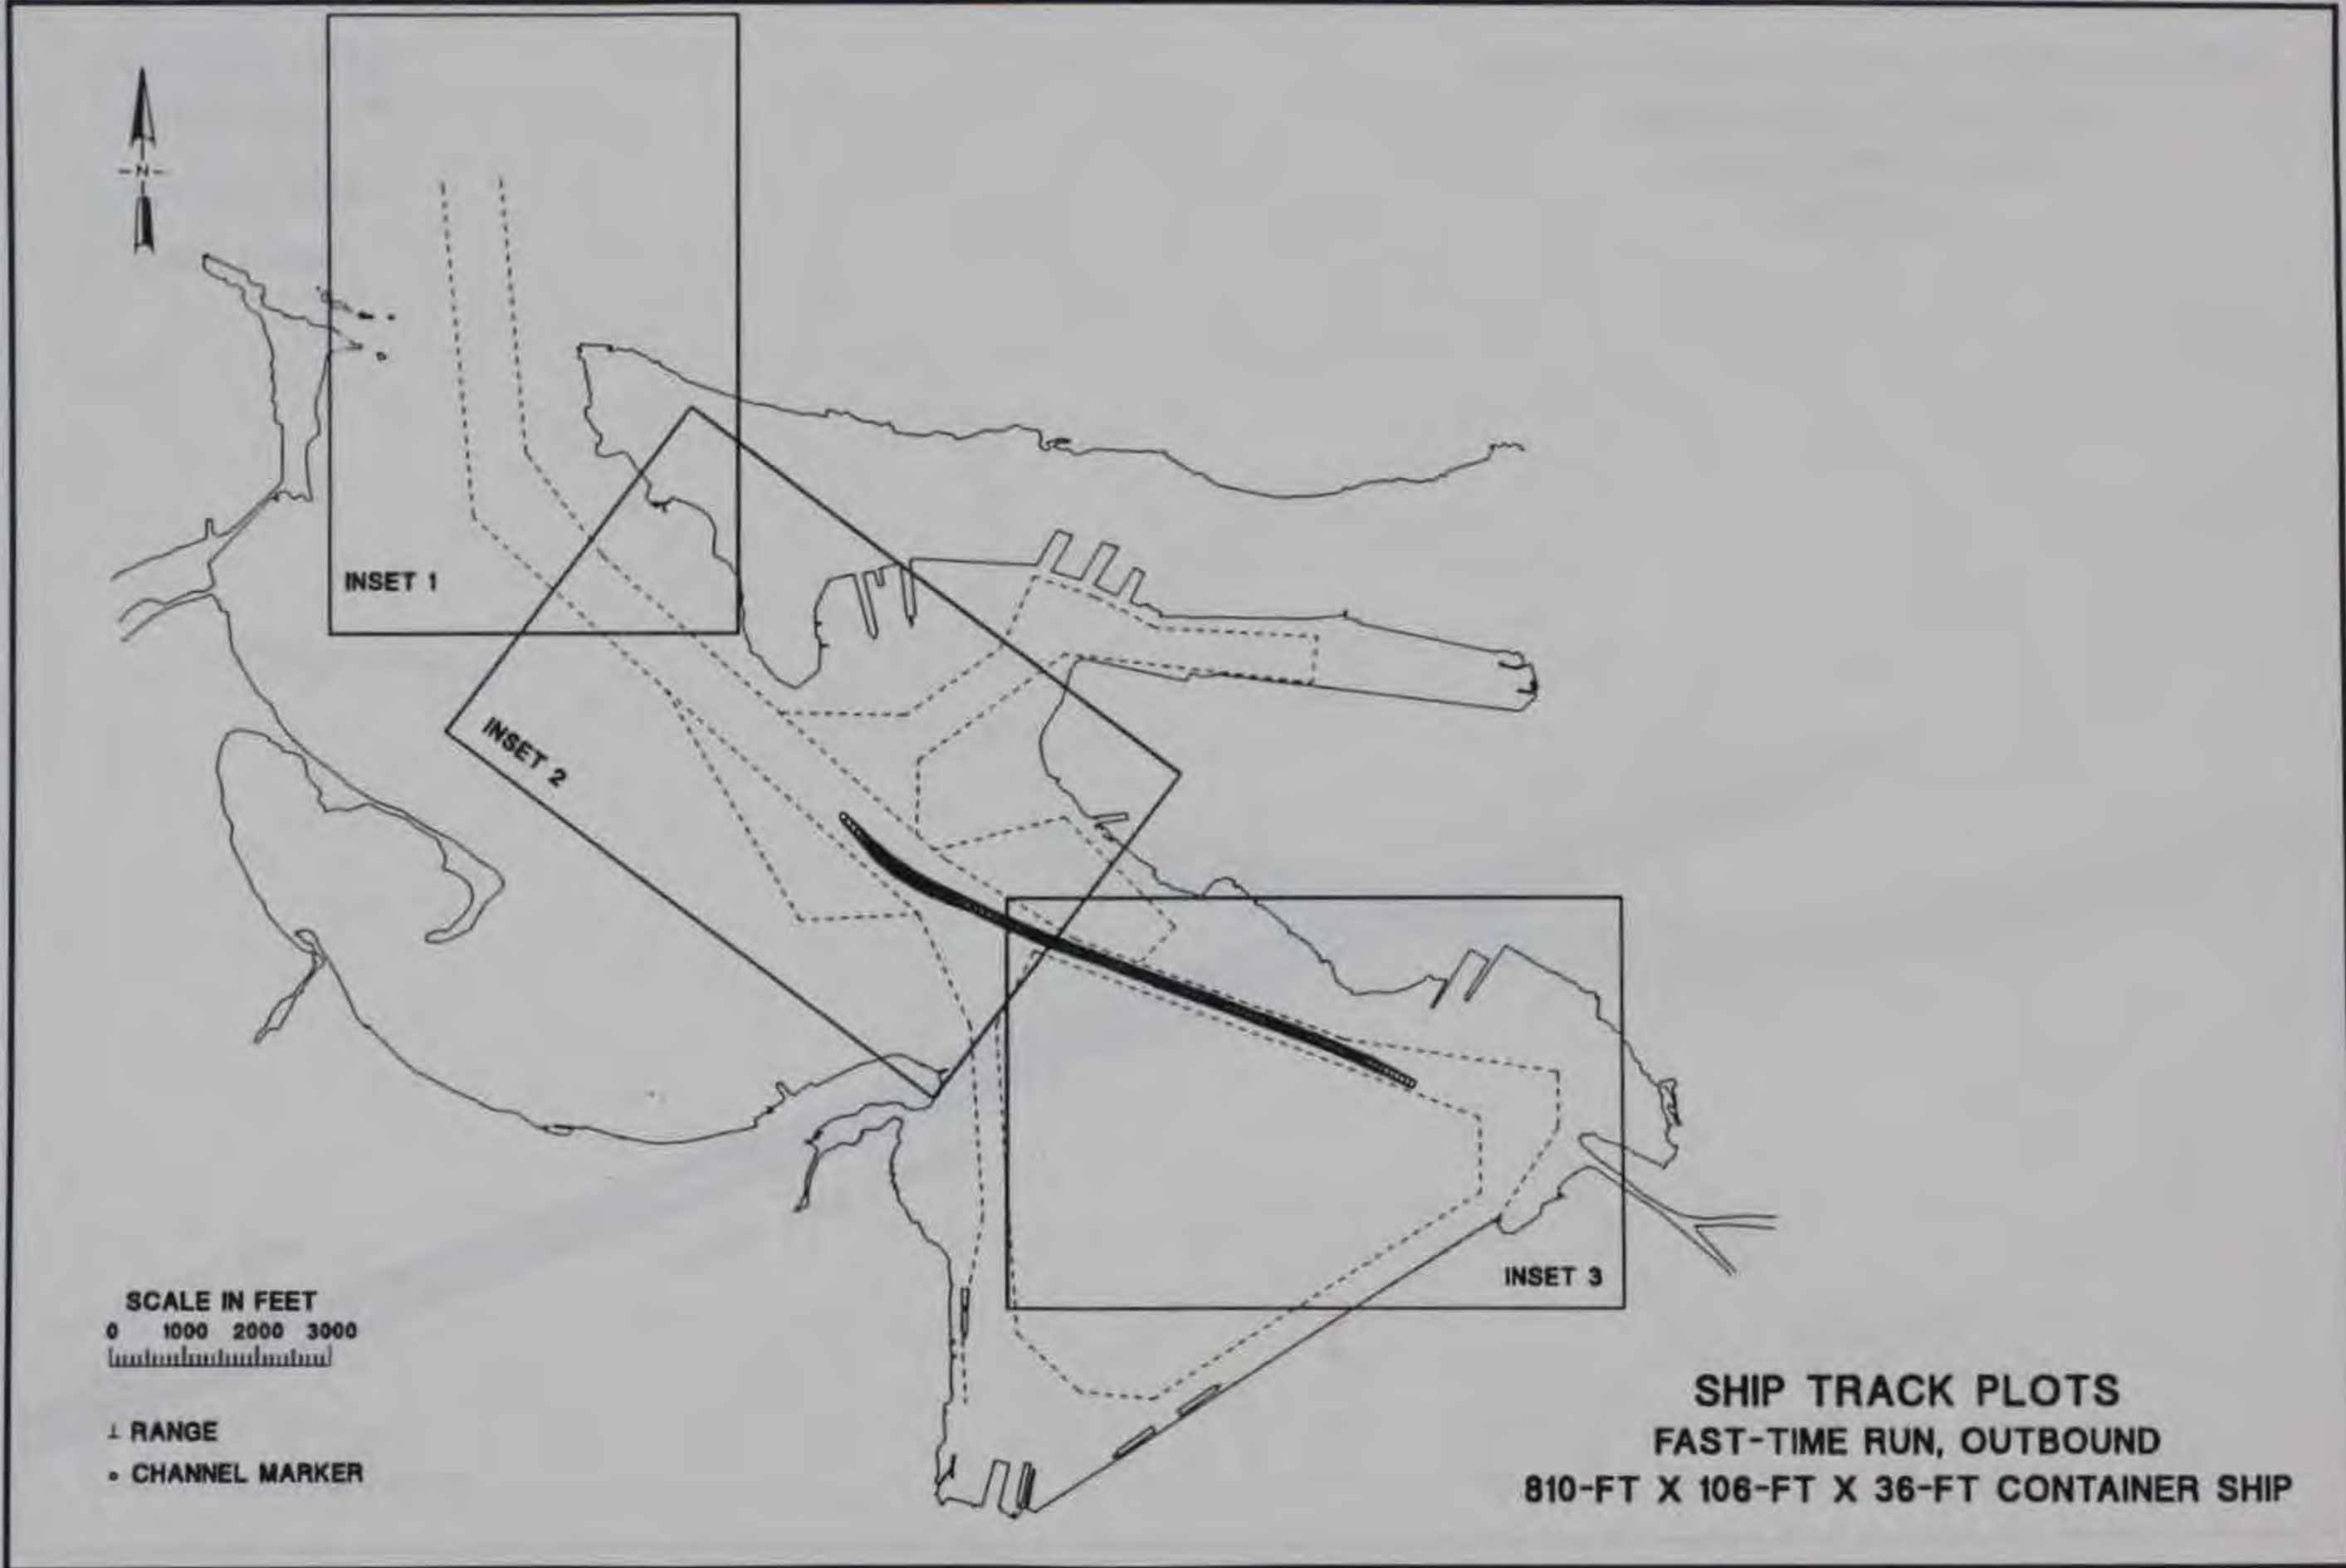 N
INSET 1
INSET 2
INSET 3
SCALE IN FEET
0 1000 2000 3000
⊥ RANGE
∘ CHANNEL MARKER
SHIP TRACK PLOTS
FAST-TIME RUN, OUTBOUND
810-FT X 106-FT X 36-FT CONTAINER SHIP